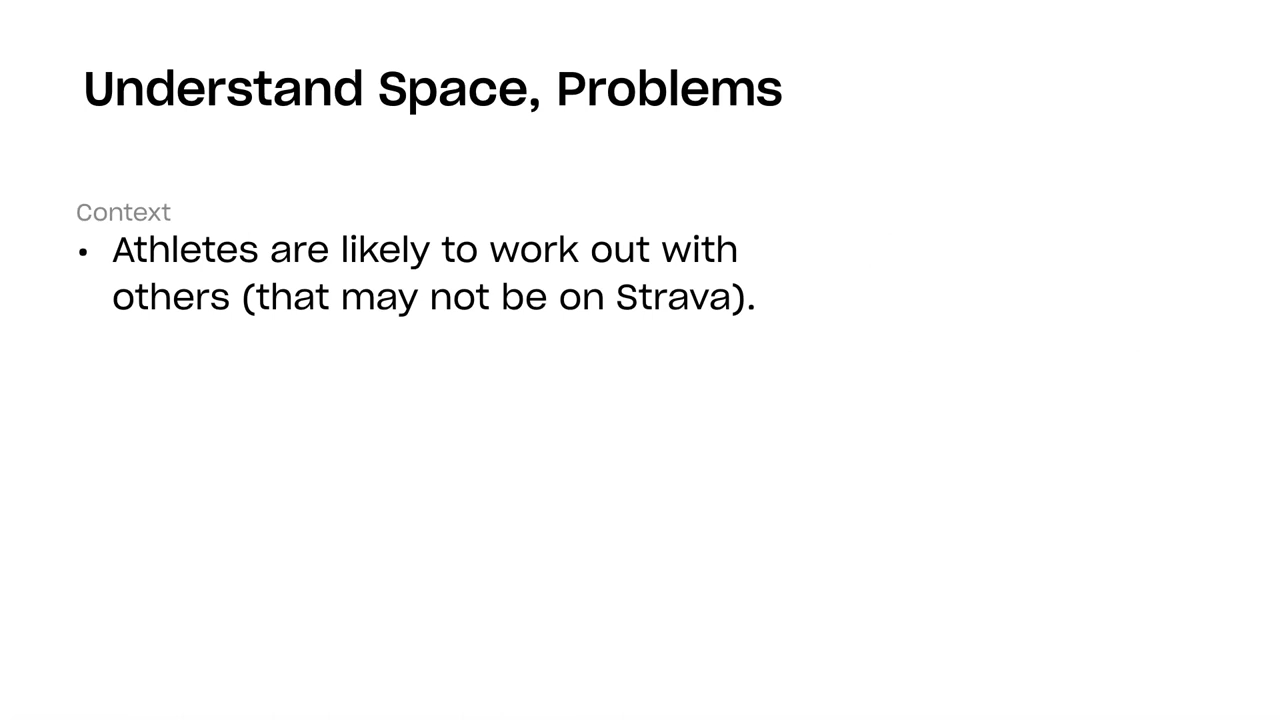 Understand Space, Problems
Context
• Athletes are likely to work out with
others (that may not be on Strava).